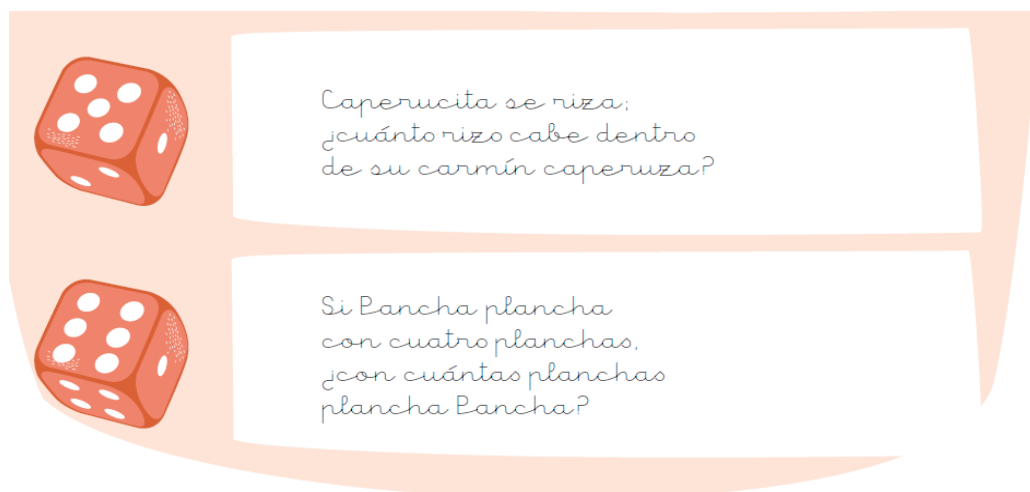 Caperucita se riza;
¿cuánto rizo cabe dentro
de su carmín caperuza?
Si Pancha plancha
con cuatro planchas,
¿con cuántas planchas
plancha Pancha?